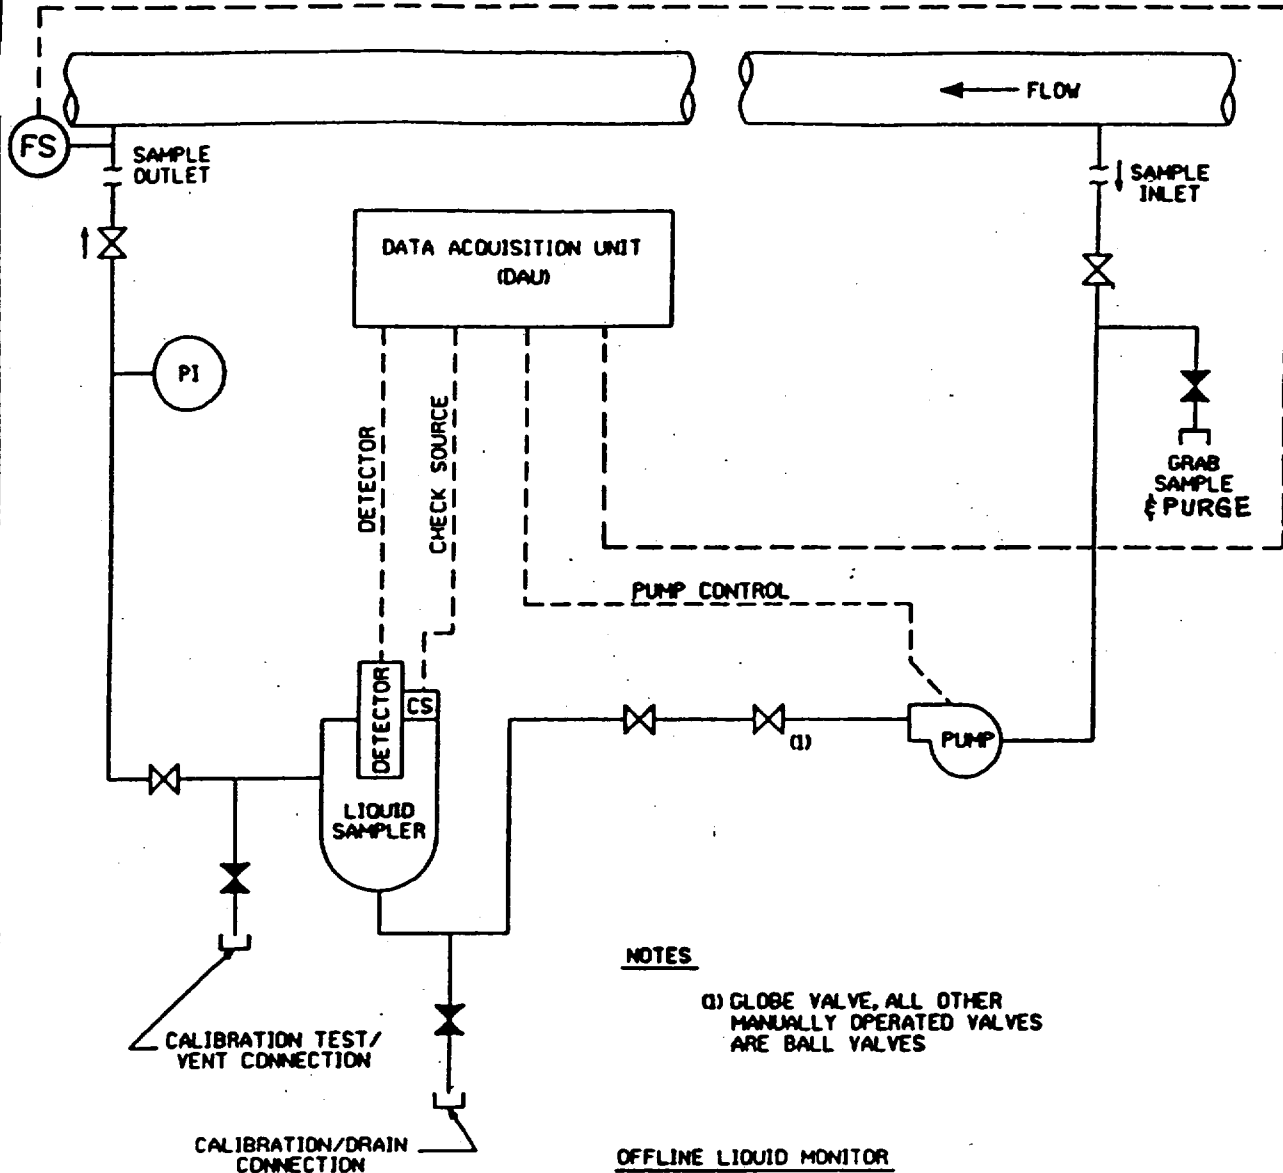 FLOW
FS
SAMPLE
OUTLET
SAMPLE
INLET
DATA ACQUISITION UNIT
(DAU)
PI
DETECTOR
CHECK SOURCE
GRAB
SAMPLE
& PURGE
PUMP CONTROL
DETECTOR
CS
PUMP
(1)
LIQUID
SAMPLER
NOTES
(1) GLOBE VALVE, ALL OTHER
MANUALLY OPERATED VALVES
ARE BALL VALVES
CALIBRATION TEST/
VENT CONNECTION
CALIBRATION/DRAIN
CONNECTION
OFFLINE LIQUID MONITOR